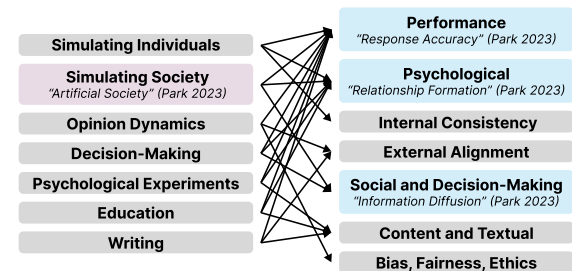 Simulating Individuals
Simulating Society
“Artificial Society” (Park 2023)
Opinion Dynamics
Decision-Making
Psychological Experiments
Education
Writing
Performance
“Response Accuracy” (Park 2023)
Psychological
“Relationship Formation” (Park 2023)
Internal Consistency
External Alignment
Social and Decision-Making
“Information Diffusion” (Park 2023)
Content and Textual
Bias, Fairness, Ethics